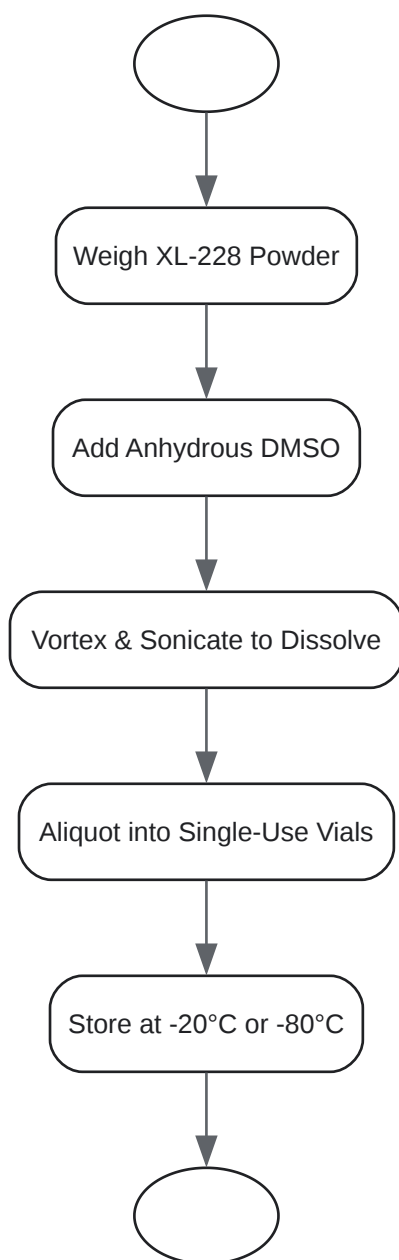 Weigh XL-228 Powder
Add Anhydrous DMSO
Vortex & Sonicate to Dissolve
Aliquot into Single-Use Vials
Store at -20°C or -80°C